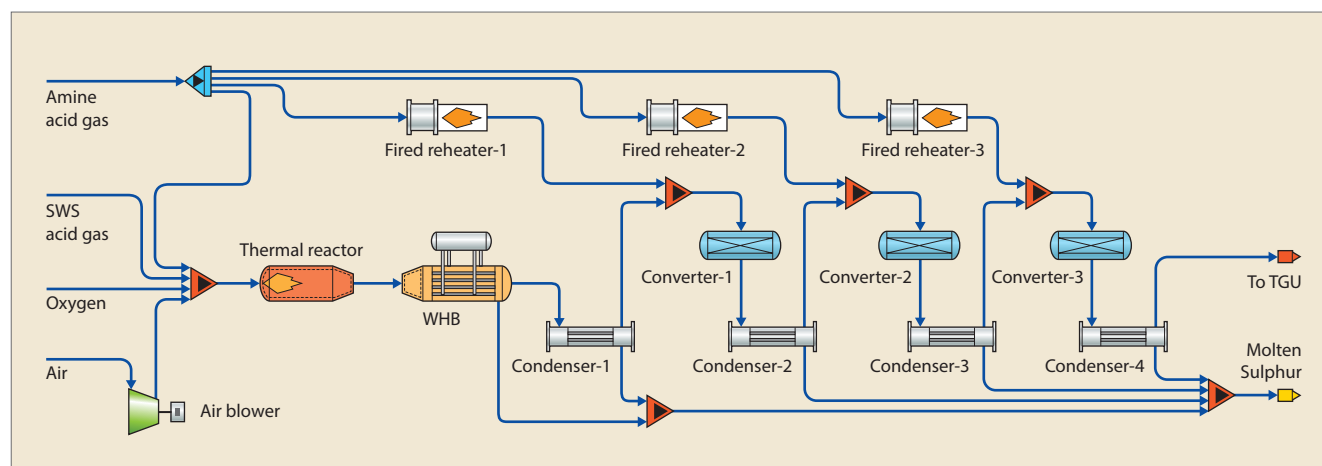 Amine
acid gas
Fired reheater-1
Fired reheater-2
Fired reheater-3
SWS
acid gas
Thermal reactor
Converter-1
Converter-2
Converter-3
To TGU
Oxygen
WHB
Condenser-1
Condenser-2
Condenser-3
Condenser-4
Molten
Sulphur
Air
Air blower